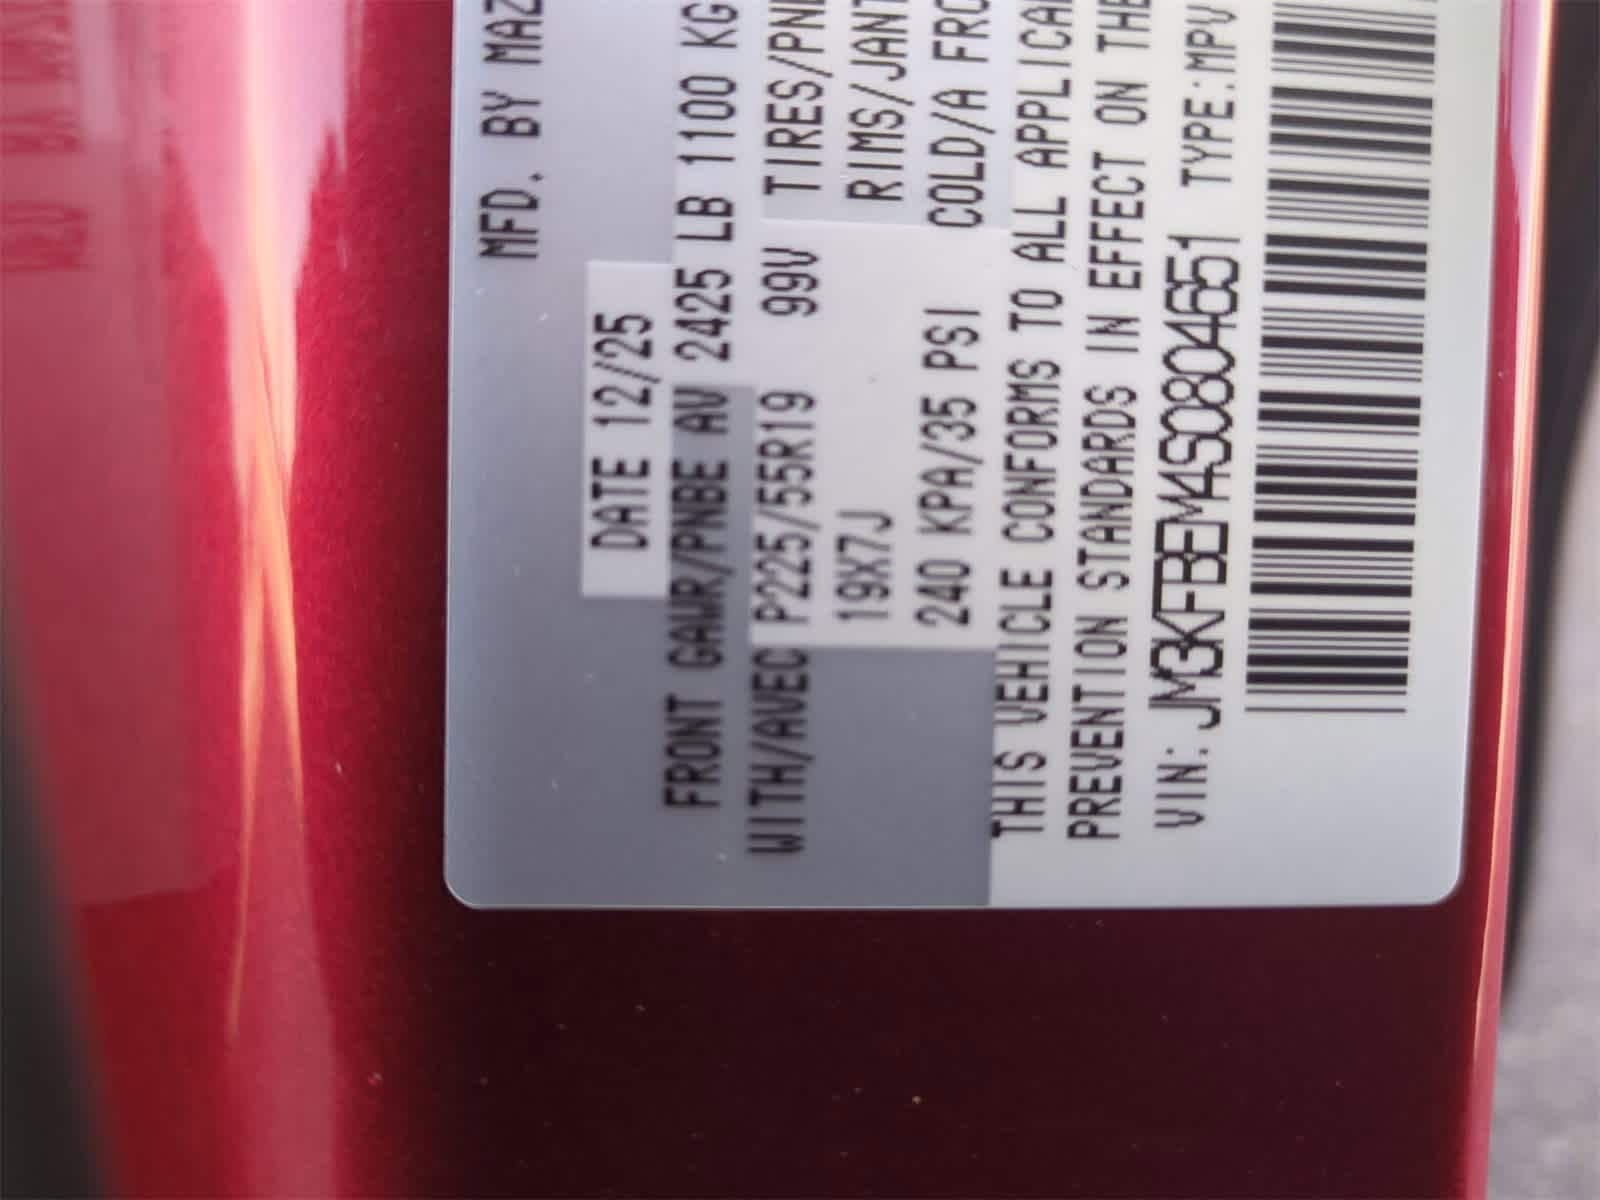 MFD. BY MAZ
DATE 12/25
FRONT GAWR/PNBE AV 2425 LB 1100 KG
WITH/AVEC P225/55R19 99V TIRES/PN
19X7J RIMS/JANT
240 KPA/35 PSI COLD/A FRO
THIS VEHICLE CONFORMS TO ALL APPLICA
PREVENTION STANDARDS IN EFFECT ON THE
VIN: JM3KFBEM4S0804651 TYPE:MPV